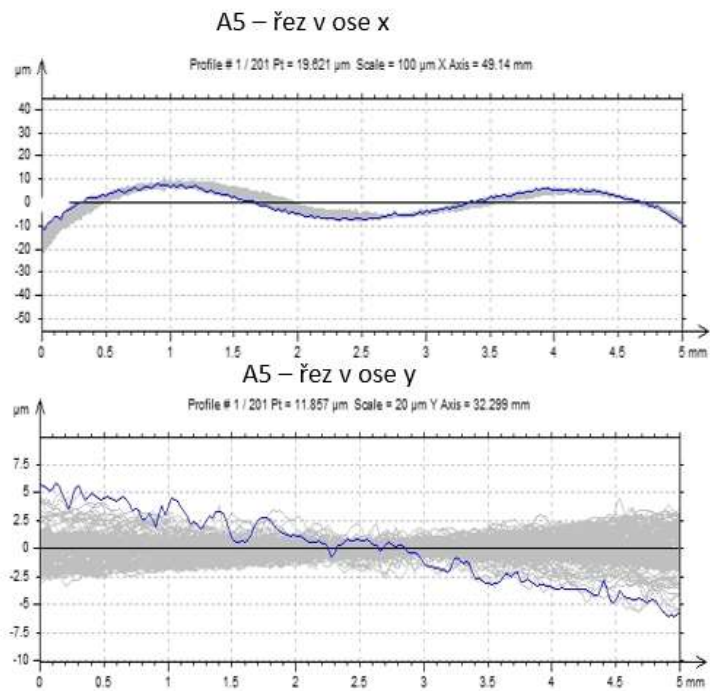 A5 – řez v ose x
Profile # 1 / 201 Pt = 19.621 µm Scale = 100 µm X Axis = 49.14 mm
µm
40
30
20
10
0
-10
-20
-30
-40
-50
0 0.5 1 1.5 2 2.5 3 3.5 4 4.5 5 mm
A5 – řez v ose y
Profile # 1 / 201 Pt = 11.857 µm Scale = 20 µm Y Axis = 32.299 mm
µm
7.5
5
2.5
0
-2.5
-5
-7.5
-10
0 0.5 1 1.5 2 2.5 3 3.5 4 4.5 5 mm